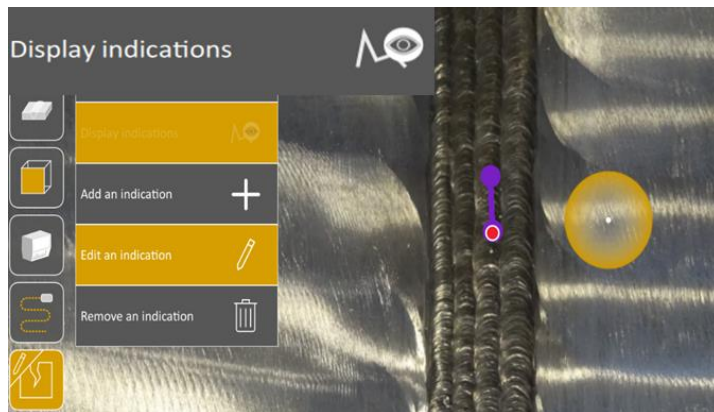 Display indications
Display indications
Add an indication
Edit an indication
Remove an indication